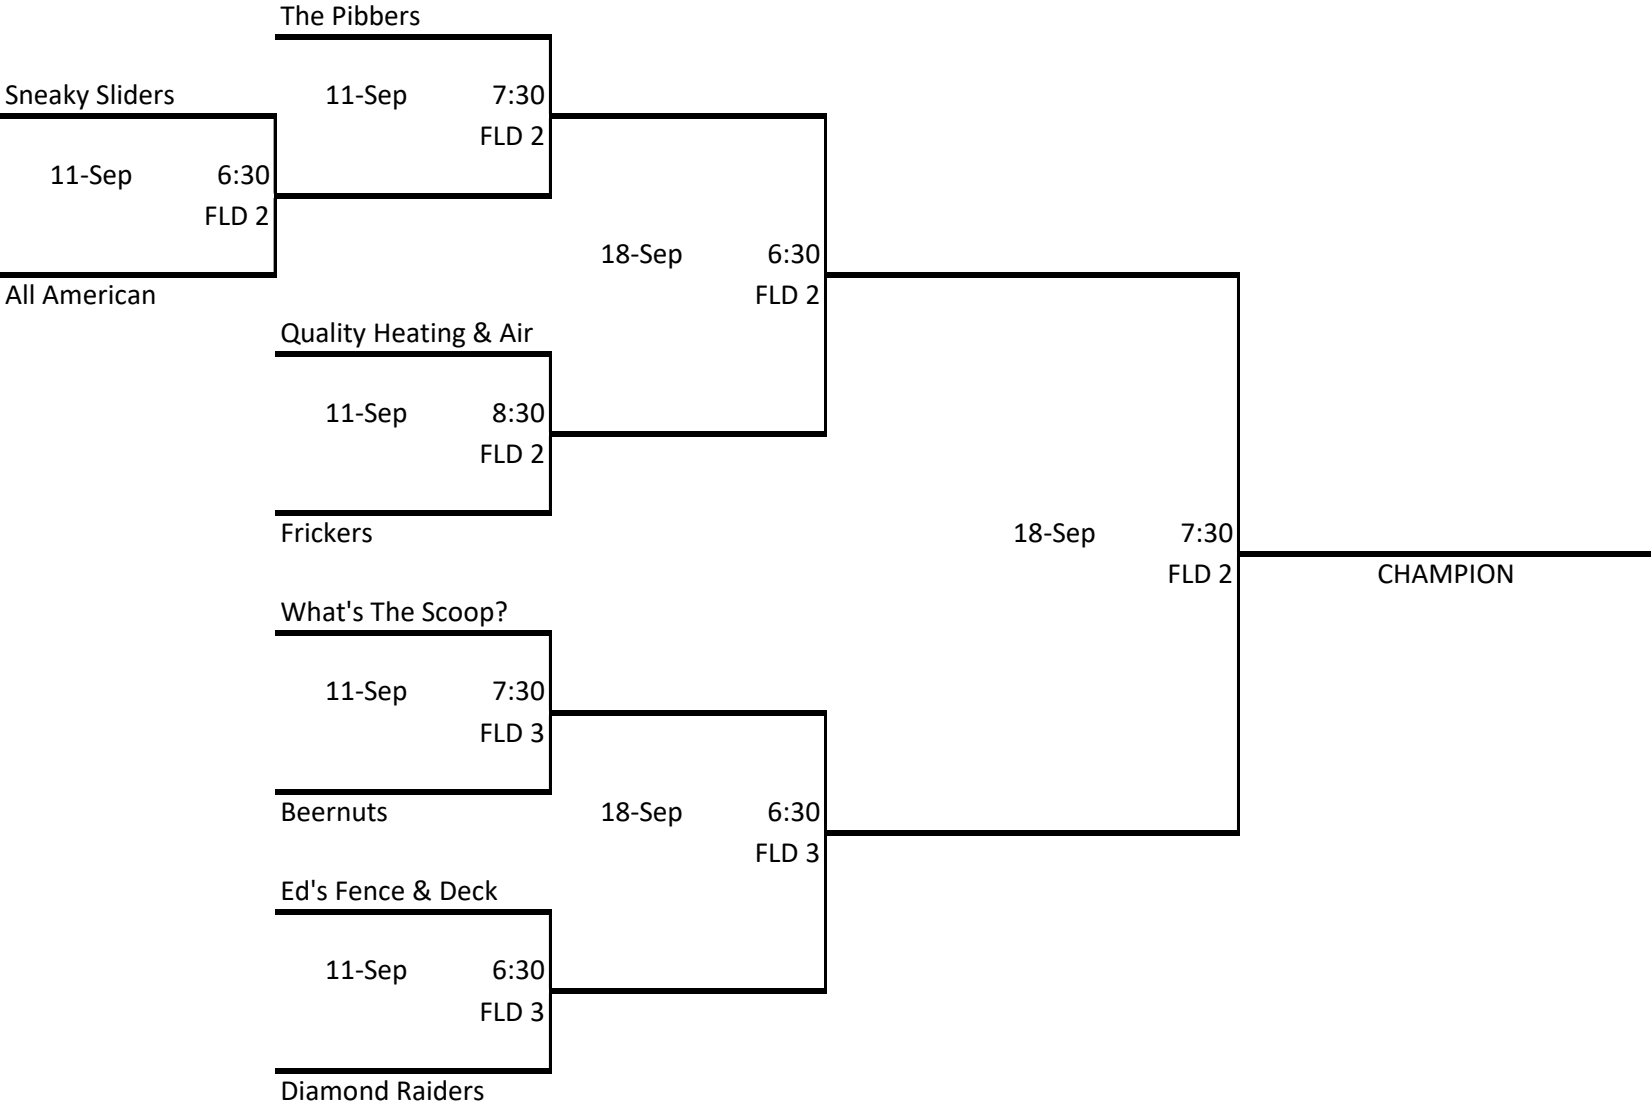 The Pibbers
Sneaky Sliders
11-Sep 7:30
FLD 2
11-Sep 6:30
FLD 2
18-Sep 6:30
FLD 2
All American
Quality Heating & Air
11-Sep 8:30
FLD 2
Frickers
18-Sep 7:30
FLD 2
CHAMPION
What's The Scoop?
11-Sep 7:30
FLD 3
Beernuts
18-Sep 6:30
FLD 3
Ed's Fence & Deck
11-Sep 6:30
FLD 3
Diamond Raiders